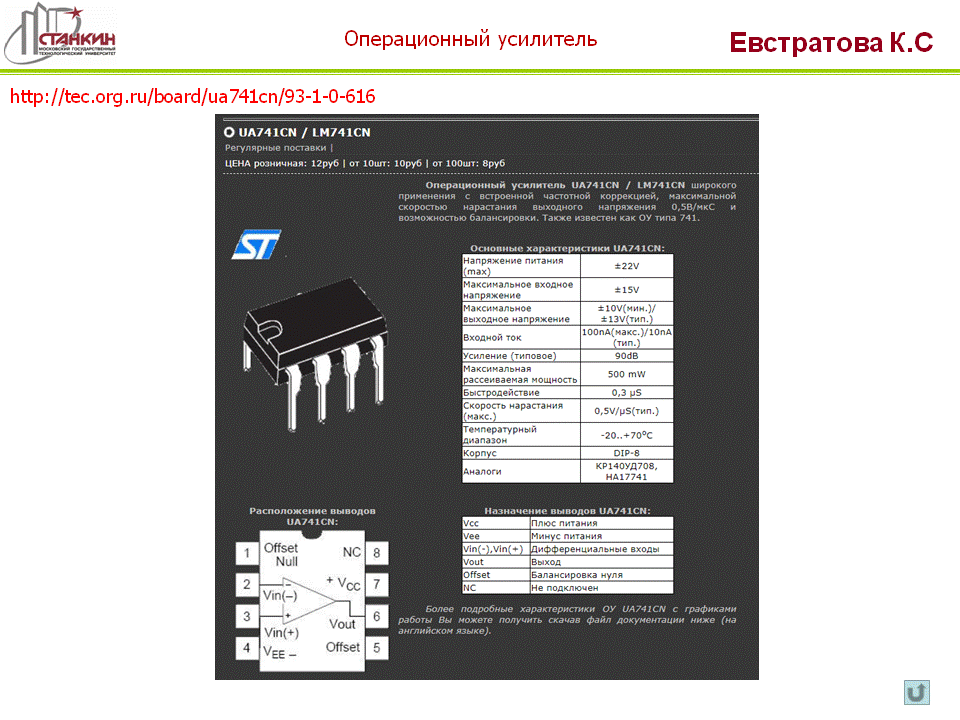 СТАНКИН
МОСКОВСКИЙ ГОСУДАРСТВЕННЫЙ
ТЕХНОЛОГИЧЕСКИЙ УНИВЕРСИТЕТ
Операционный усилитель
Евстратова К.С
http://tec.org.ru/board/ua741cn/93-1-0-616
UA741CN / LM741CN
Регулярные поставки |
ЦЕНА розничная: 12руб | от 10шт: 10руб | от 100шт: 8руб
Операционный усилитель UA741CN / LM741CN широкого
применения с встроенной частотной коррекцией, максимальной
скоростью нарастания выходного напряжения 0,5В/мкС и
возможностью балансировки. Также известен как ОУ типа 741.
ST
Основные характеристики UA741CN:
Напряжение питания (max) ±22V
Максимальное входное напряжение ±15V
Максимальное выходное напряжение ±10V(мин.)/ ±13V(тип.)
Входной ток 100nA(макс.)/10nA (тип.)
Усиление (типовое) 90dB
Максимальная рассеиваемая мощность 500 mW
Быстродействие 0,3 µS
Скорость нарастания (макс.) 0,5V/µS(тип.)
Температурный диапазон -20..+70⁰C
Корпус DIP-8
Аналоги КР140УД708, HA17741
Расположение выводов
UA741CN:
1 Offset Null NC 8
2 Vin(–) – + VCC 7
3 Vin(+) + Vout 6
4 VEE – Offset 5
Назначение выводов UA741CN:
Vcc Плюс питания
Vee Минус питания
Vin(-),Vin(+) Дифференциальные входы
Vout Выход
Offset Балансировка нуля
NC Не подключен
Более подробные характеристики ОУ UA741CN с графиками
работы Вы можете получить скачав файл документации ниже (на
английском языке).